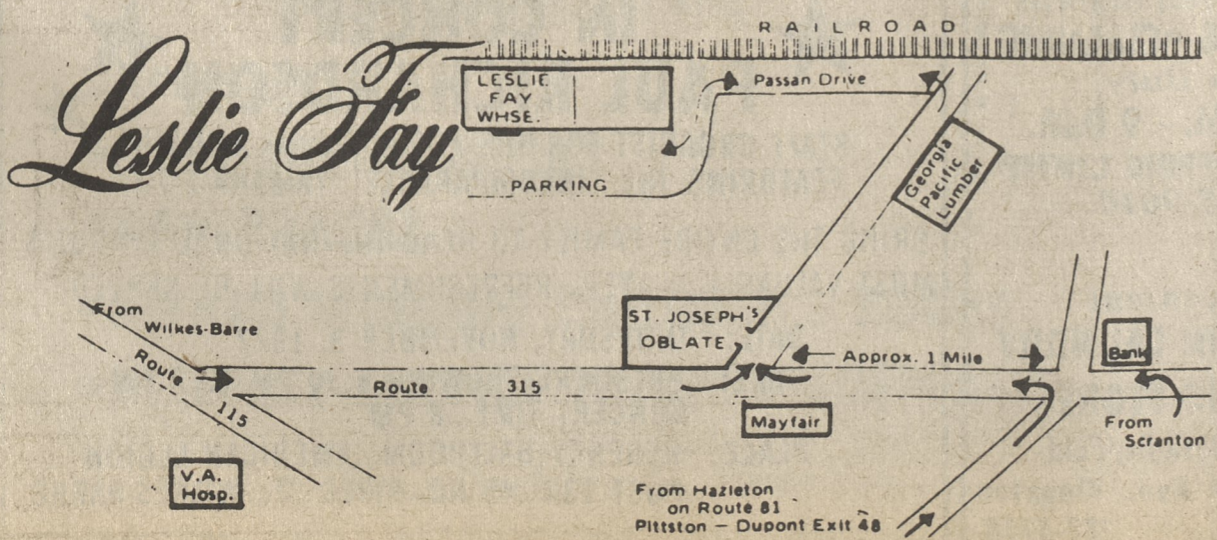 RAILROAD
Leslie Fay
LESLIE
FAY
WHSE.
Passan Drive
PARKING
Georgia
Pacific
Lumber
From
Wilkes-Barre
Route
115
Route 315
ST. JOSEPH'S
OBLATE
Approx. 1 Mile
Bank
Mayfair
From
Scranton
V.A.
Hosp.
From Hazleton
on Route 81
Pittston - Dupont Exit 48